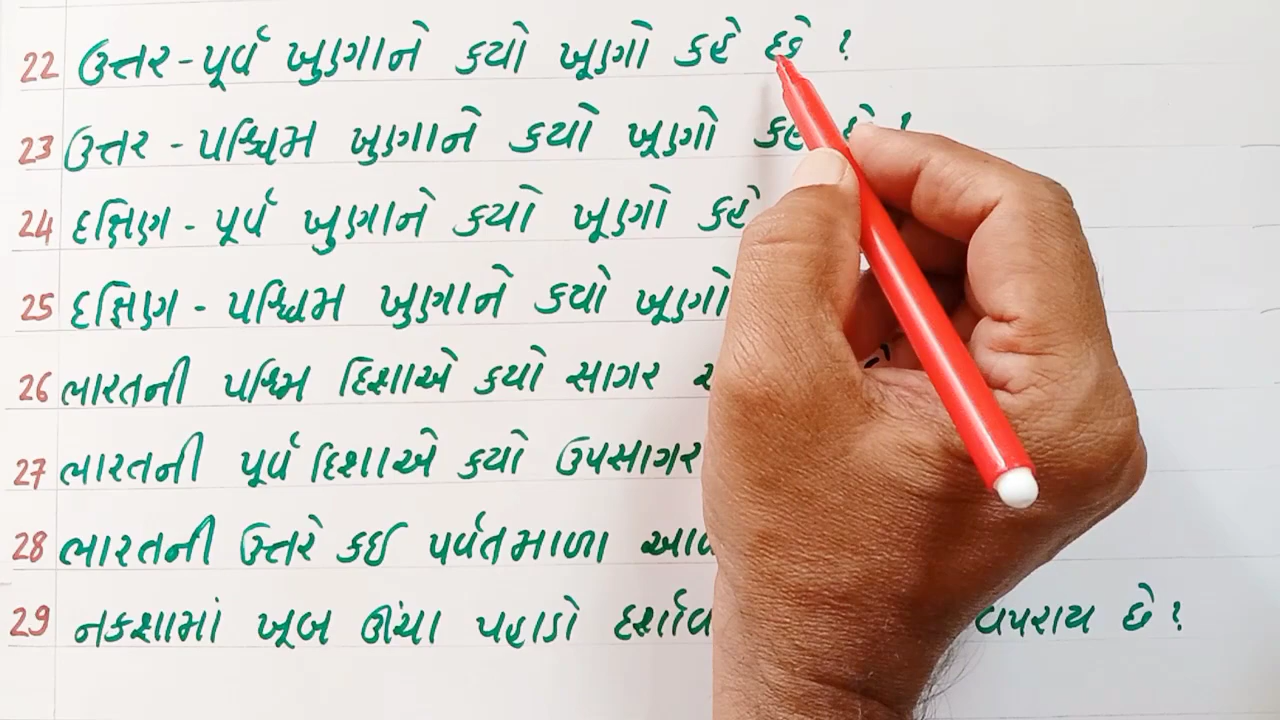 22 ઉત્તર - પૂર્વ ખુણાને કયો ખૂણો કહે છે ?
23 ઉત્તર - પશ્ચિમ ખુણાને કયો ખૂણો
24 દક્ષિણ - પૂર્વ ખુણાને કયો ખૂણો કહે
25 દક્ષિણ - પશ્ચિમ ખુણાને કયો ખૂણો
26 ભારતની પશ્ચિમ દિશાએ કયો સાગર
27 ભારતની પૂર્વ દિશાએ કયો ઉપસાગર
28 ભારતની ઉત્તરે કઈ પર્વતમાળા
29 નકશામાં ખૂબ ઊંચા પહાડો વપરાય છે ?